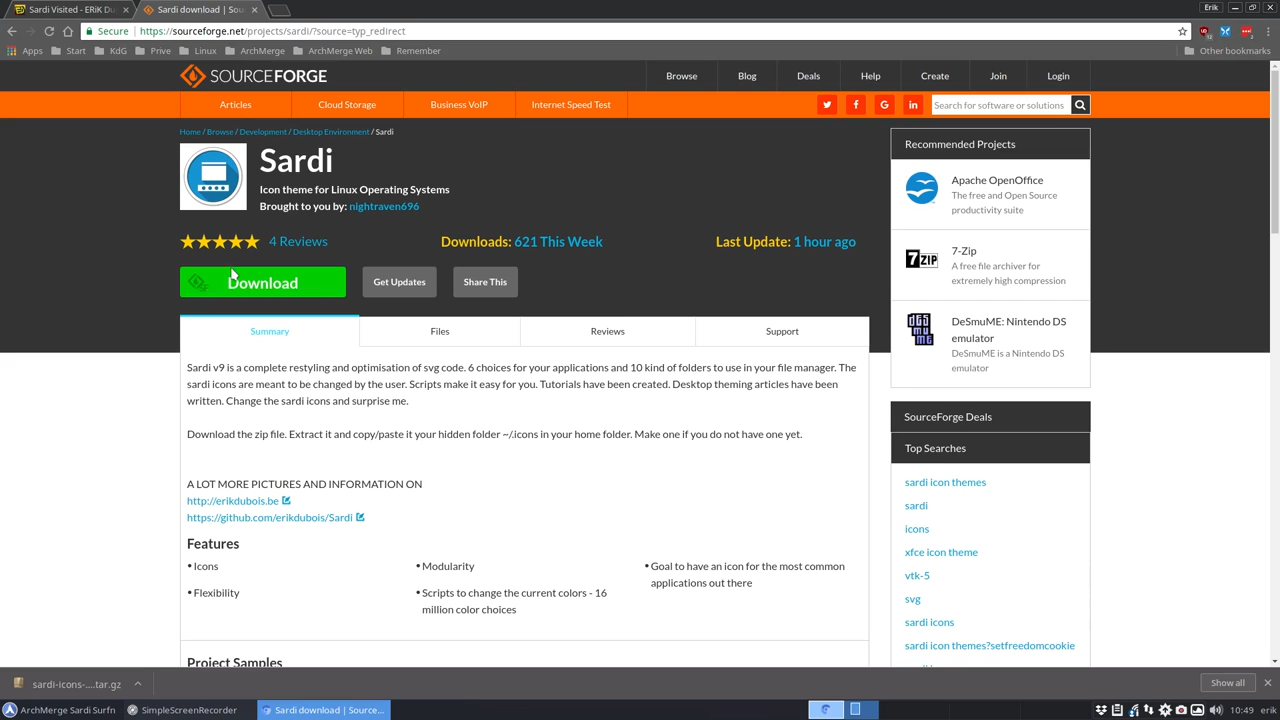 Sardi Visited - ERiK Du
Sardi download | Sou
Erik
Secure
https://sourceforge.net/projects/sardi/?source=typ_redirect
Apps
Start
KdG
Prive
Linux
ArchMerge
ArchMerge Web
Remember
Other bookmarks
SOURCEFORGE
Browse
Blog
Deals
Help
Create
Join
Login
Articles
Cloud Storage
Business VoIP
Internet Speed Test
Search for software or solutions
Home / Browse / Development / Desktop Environment / Sardi
Sardi
Icon theme for Linux Operating Systems
Brought to you by: nightraven696
4 Reviews
Downloads: 621 This Week
Last Update: 1 hour ago
Download
Get Updates
Share This
Summary
Files
Reviews
Support
Sardi v9 is a complete restyling and optimisation of svg code. 6 choices for your applications and 10 kind of folders to use in your file manager. The
sardi icons are meant to be changed by the user. Scripts make it easy for you. Tutorials have been created. Desktop theming articles have been
written. Change the sardi icons and surprise me.
Download the zip file. Extract it and copy/paste it your hidden folder ~/.icons in your home folder. Make one if you do not have one yet.
A LOT MORE PICTURES AND INFORMATION ON
http://erikdubois.be
https://github.com/erikdubois/Sardi
Features
• Icons
• Modularity
• Goal to have an icon for the most common
applications out there
• Flexibility
• Scripts to change the current colors - 16
million color choices
Project Samples
Recommended Projects
Apache OpenOffice
The free and Open Source
productivity suite
7ZIP
7-Zip
A free file archiver for
extremely high compression
DeSmuME
DeSmuME: Nintendo DS
emulator
DeSmuME is a Nintendo DS
emulator
SourceForge Deals
Top Searches
sardi icon themes
sardi
icons
xfce icon theme
vtk-5
svg
sardi icons
sardi icon themes?setfreedomcookie
sardi-icons-....tar.gz
Show all
ArchMerge Sardi Surfn
SimpleScreenRecorder
Sardi download | Source...
10:49
erik